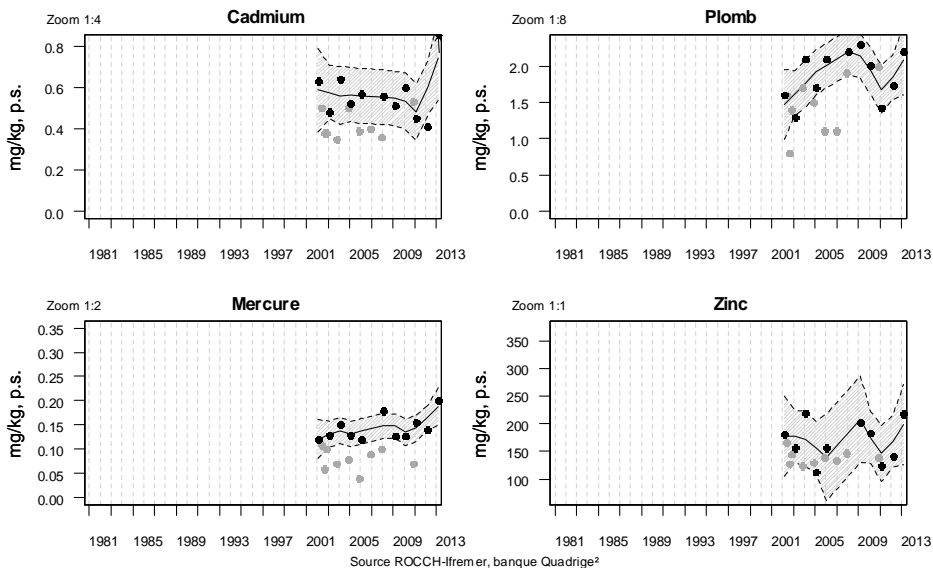 Zoom 1:4
Cadmium
mg/kg, p.s.
0.8
0.6
0.4
0.2
0.0
1981 1985 1989 1993 1997 2001 2005 2009 2013
Zoom 1:8
Plomb
mg/kg, p.s.
2.0
1.5
1.0
0.5
0.0
1981 1985 1989 1993 1997 2001 2005 2009 2013
Zoom 1:2
Mercure
mg/kg, p.s.
0.35
0.30
0.25
0.20
0.15
0.10
0.05
0.00
1981 1985 1989 1993 1997 2001 2005 2009 2013
Zoom 1:1
Zinc
mg/kg, p.s.
350
300
250
200
150
100
1981 1985 1989 1993 1997 2001 2005 2009 2013
Source ROCCH-Ifremer, banque Quadrige²